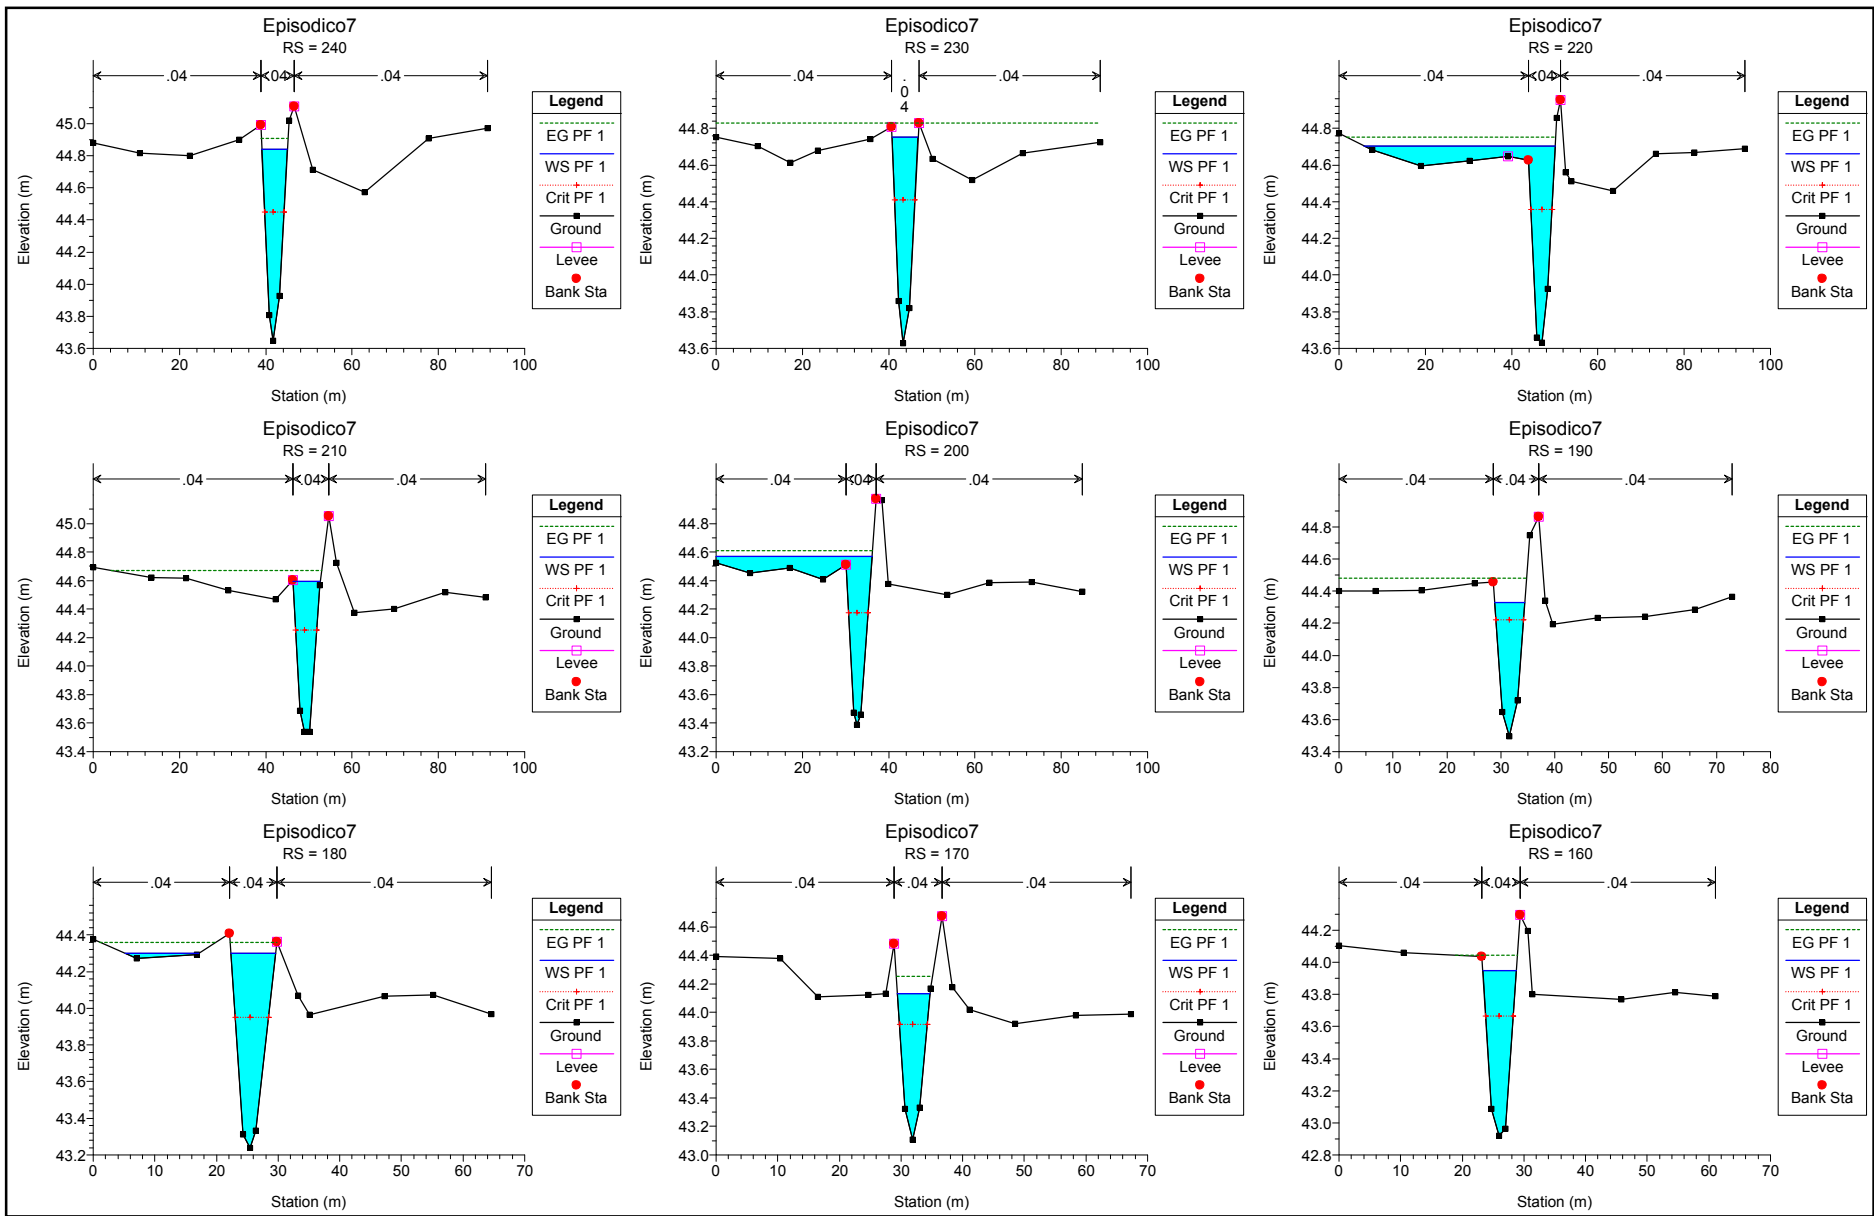 Episodico7
RS = 240
.04
.04
.04
45.0
44.8
44.6
44.4
44.2
44.0
43.8
43.6
0
20
40
60
80
100
Elevation (m)
Station (m)
Legend
EG PF 1
WS PF 1
Crit PF 1
Ground
Levee
Bank Sta
Episodico7
RS = 230
.04
.
0
4
.04
44.8
44.6
44.4
44.2
44.0
43.8
43.6
0
20
40
60
80
100
Elevation (m)
Station (m)
Legend
EG PF 1
WS PF 1
Crit PF 1
Ground
Levee
Bank Sta
Episodico7
RS = 220
.04
.04
.04
44.8
44.6
44.4
44.2
44.0
43.8
43.6
0
20
40
60
80
100
Elevation (m)
Station (m)
Legend
EG PF 1
WS PF 1
Crit PF 1
Ground
Levee
Bank Sta
Episodico7
RS = 210
.04
.04
.04
45.0
44.8
44.6
44.4
44.2
44.0
43.8
43.6
43.4
0
20
40
60
80
100
Elevation (m)
Station (m)
Legend
EG PF 1
WS PF 1
Crit PF 1
Ground
Levee
Bank Sta
Episodico7
RS = 200
.04
.04
.04
44.8
44.6
44.4
44.2
44.0
43.8
43.6
43.4
43.2
0
20
40
60
80
100
Elevation (m)
Station (m)
Legend
EG PF 1
WS PF 1
Crit PF 1
Ground
Levee
Bank Sta
Episodico7
RS = 190
.04
.04
.04
44.8
44.6
44.4
44.2
44.0
43.8
43.6
43.4
0
10
20
30
40
50
60
70
80
Elevation (m)
Station (m)
Legend
EG PF 1
WS PF 1
Crit PF 1
Ground
Levee
Bank Sta
Episodico7
RS = 180
.04
.04
.04
44.4
44.2
44.0
43.8
43.6
43.4
43.2
0
10
20
30
40
50
60
70
Elevation (m)
Station (m)
Legend
EG PF 1
WS PF 1
Crit PF 1
Ground
Levee
Bank Sta
Episodico7
RS = 170
.04
.04
.04
44.6
44.4
44.2
44.0
43.8
43.6
43.4
43.2
43.0
0
10
20
30
40
50
60
70
Elevation (m)
Station (m)
Legend
EG PF 1
WS PF 1
Crit PF 1
Ground
Levee
Bank Sta
Episodico7
RS = 160
.04
.04
.04
44.2
44.0
43.8
43.6
43.4
43.2
43.0
42.8
0
10
20
30
40
50
60
70
Elevation (m)
Station (m)
Legend
EG PF 1
WS PF 1
Crit PF 1
Ground
Levee
Bank Sta